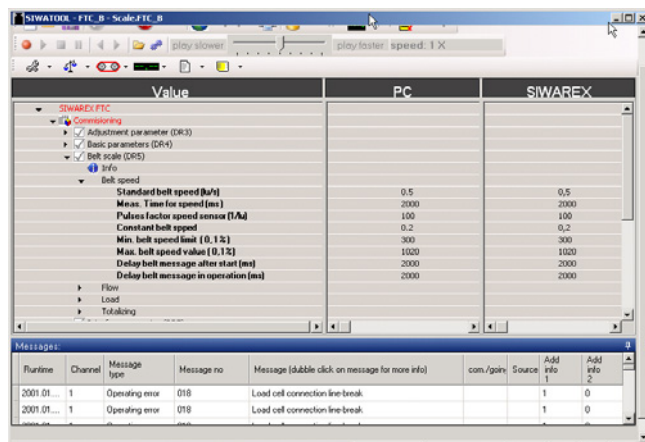 SIWATOOL - FTC_B - Scale.FTC_B
play slower play faster speed: 1 X
Value PC SIWAREX
SIWAREX FTC
Commisioning
Adjustment parameter (DR3)
Basic parameters (DR4)
Belt scale (DR5)
Info
Belt speed
Standard belt speed (lu/s) 0.5 0,5
Meas. Time for speed (ms) 2000 2000
Pulses factor speed sensor (1/lu) 100 100
Constant belt spped 0.2 0,2
Min. belt speed limit ( 0,1%) 300 300
Max. belt speed value ( 0,1%) 1020 1020
Delay belt message after start (ms) 2000 2000
Delay belt message in operation (ms) 2000 2000
Flow
Load
Totalizing
Messages:
Runtime Channel Message type Message no Message (dubble click on message for more info) com./goin Source Add info 1 Add info 2
2001.01.... 1 Operating error 018 Load cell connection line-break 1 0
2001.01.... 1 Operating error 018 Load cell connection line-break 1 0